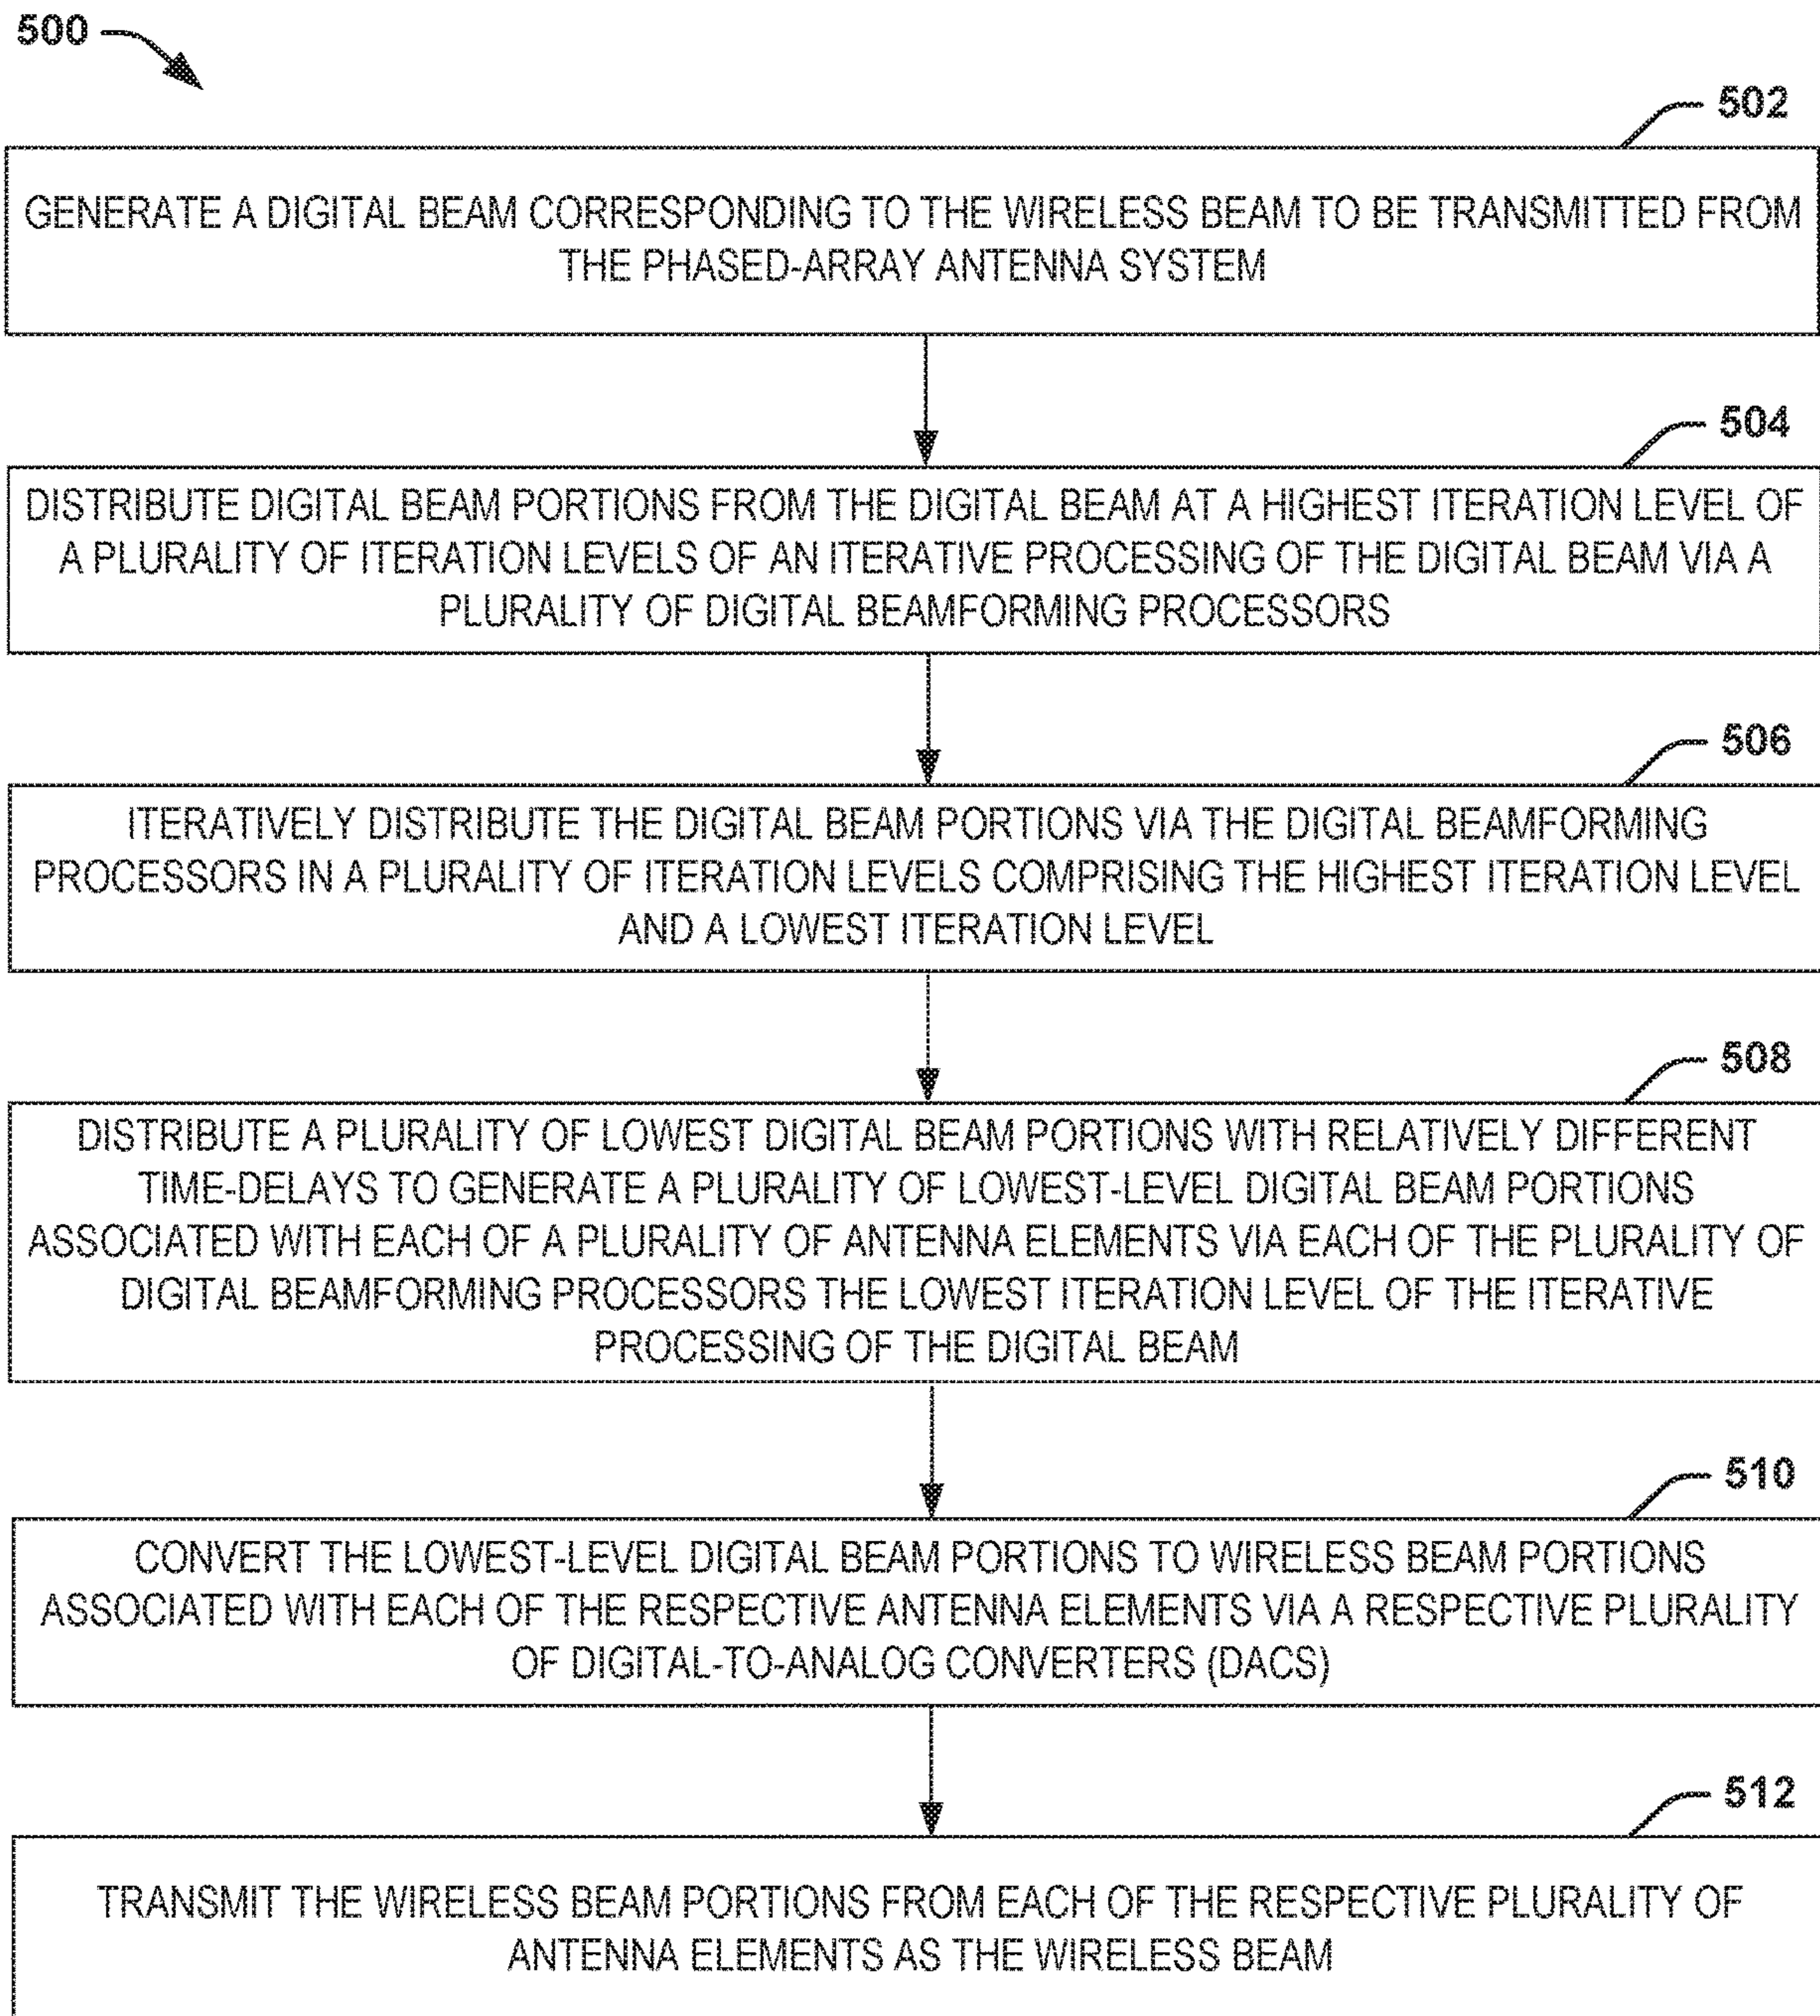 500
502
GENERATE A DIGITAL BEAM CORRESPONDING TO THE WIRELESS BEAM TO BE TRANSMITTED FROM
THE PHASED-ARRAY ANTENNA SYSTEM
504
DISTRIBUTE DIGITAL BEAM PORTIONS FROM THE DIGITAL BEAM AT A HIGHEST ITERATION LEVEL OF
A PLURALITY OF ITERATION LEVELS OF AN ITERATIVE PROCESSING OF THE DIGITAL BEAM VIA A
PLURALITY OF DIGITAL BEAMFORMING PROCESSORS
506
ITERATIVELY DISTRIBUTE THE DIGITAL BEAM PORTIONS VIA THE DIGITAL BEAMFORMING
PROCESSORS IN A PLURALITY OF ITERATION LEVELS COMPRISING THE HIGHEST ITERATION LEVEL
AND A LOWEST ITERATION LEVEL
508
DISTRIBUTE A PLURALITY OF LOWEST DIGITAL BEAM PORTIONS WITH RELATIVELY DIFFERENT
TIME-DELAYS TO GENERATE A PLURALITY OF LOWEST-LEVEL DIGITAL BEAM PORTIONS
ASSOCIATED WITH EACH OF A PLURALITY OF ANTENNA ELEMENTS VIA EACH OF THE PLURALITY OF
DIGITAL BEAMFORMING PROCESSORS THE LOWEST ITERATION LEVEL OF THE ITERATIVE
PROCESSING OF THE DIGITAL BEAM
510
CONVERT THE LOWEST-LEVEL DIGITAL BEAM PORTIONS TO WIRELESS BEAM PORTIONS
ASSOCIATED WITH EACH OF THE RESPECTIVE ANTENNA ELEMENTS VIA A RESPECTIVE PLURALITY
OF DIGITAL-TO-ANALOG CONVERTERS (DACS)
512
TRANSMIT THE WIRELESS BEAM PORTIONS FROM EACH OF THE RESPECTIVE PLURALITY OF
ANTENNA ELEMENTS AS THE WIRELESS BEAM